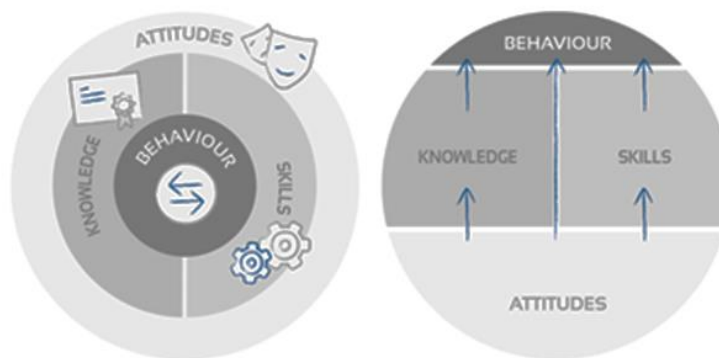 ATTITUDES
KNOWLEDGE
BEHAVIOUR
SKILLS
BEHAVIOUR
KNOWLEDGE
SKILLS
ATTITUDES